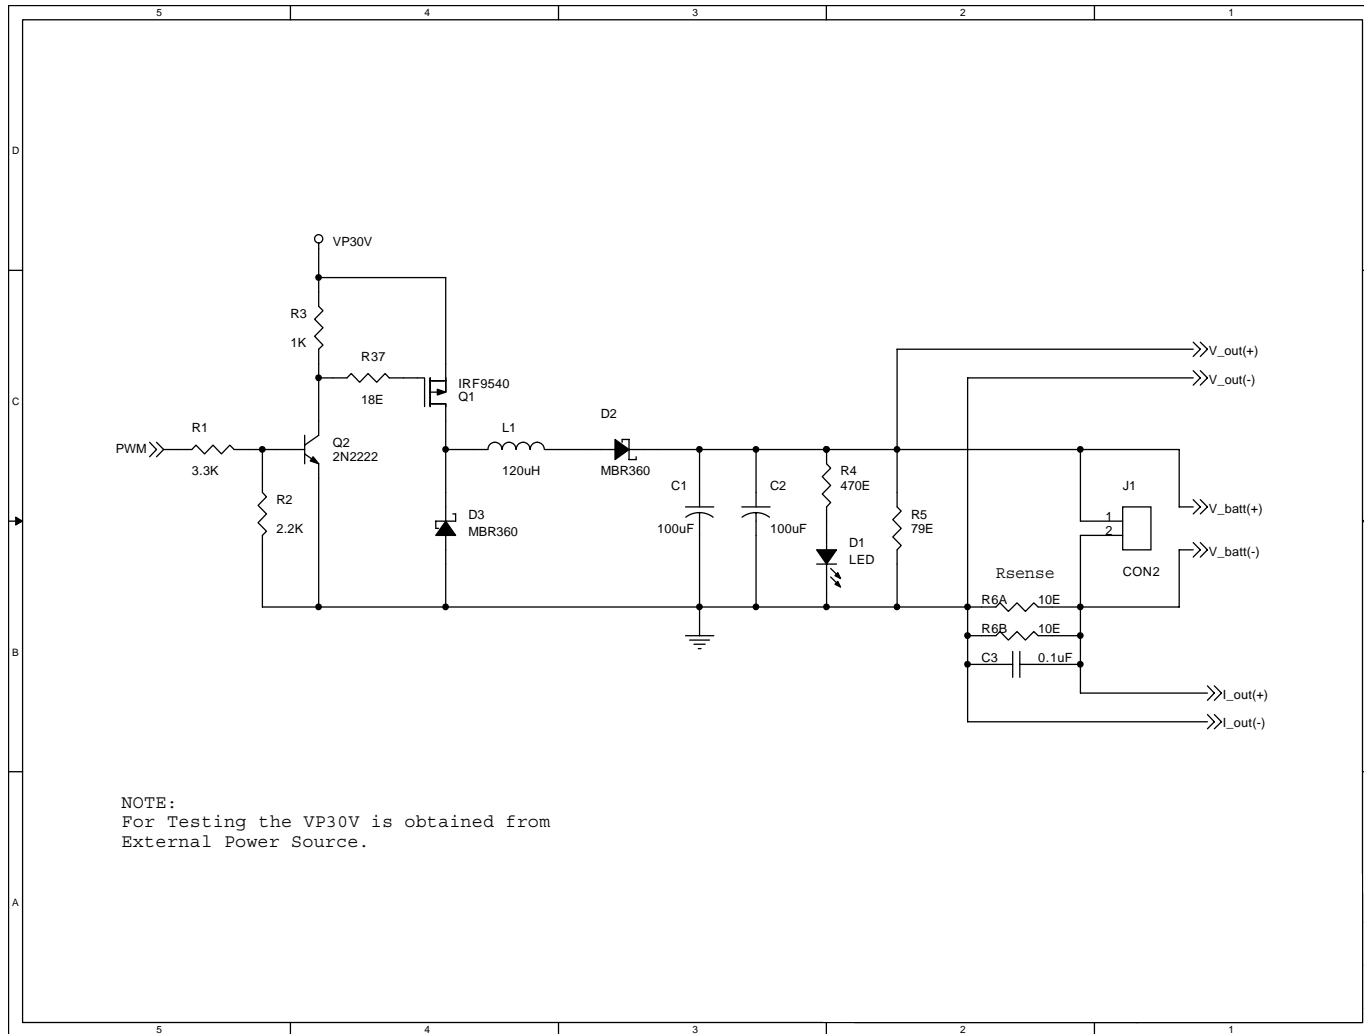 5 4 3 2 1
D
VP30V
R3
1K
R37
18E
IRF9540
Q1
V_out(+)
V_out(-)
C
PWM
R1
3.3K
Q2
2N2222
L1
120uH
D2
MBR360
R2
2.2K
D3
MBR360
C1
100uF
C2
100uF
R4
470E
D1
LED
R5
79E
J1
1
2
CON2
V_batt(+)
V_batt(-)
Rsense
R6A 10E
R6B 10E
C3 0.1uF
B
I_out(+)
I_out(-)
NOTE:
For Testing the VP30V is obtained from
External Power Source.
A
5 4 3 2 1